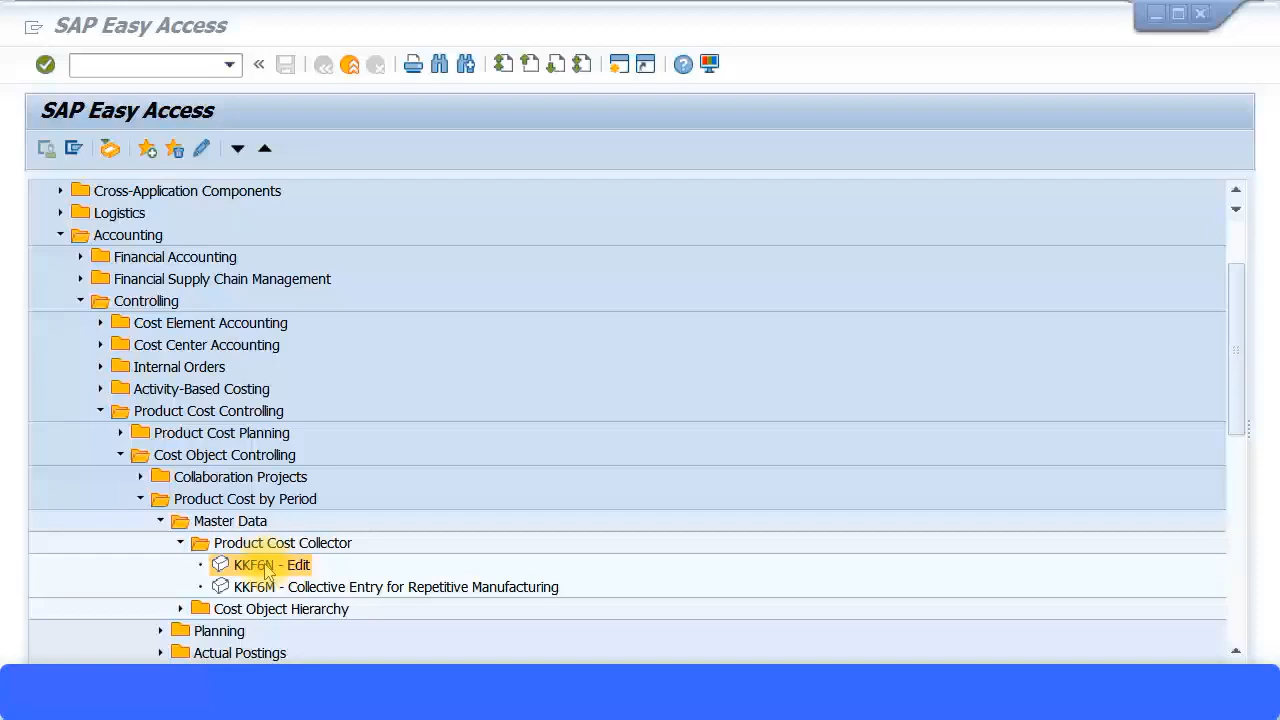 SAP Easy Access
SAP Easy Access
Cross-Application Components
Logistics
Accounting
Financial Accounting
Financial Supply Chain Management
Controlling
Cost Element Accounting
Cost Center Accounting
Internal Orders
Activity-Based Costing
Product Cost Controlling
Product Cost Planning
Cost Object Controlling
Collaboration Projects
Product Cost by Period
Master Data
Product Cost Collector
KKF6N - Edit
KKF6M - Collective Entry for Repetitive Manufacturing
Cost Object Hierarchy
Planning
Actual Postings